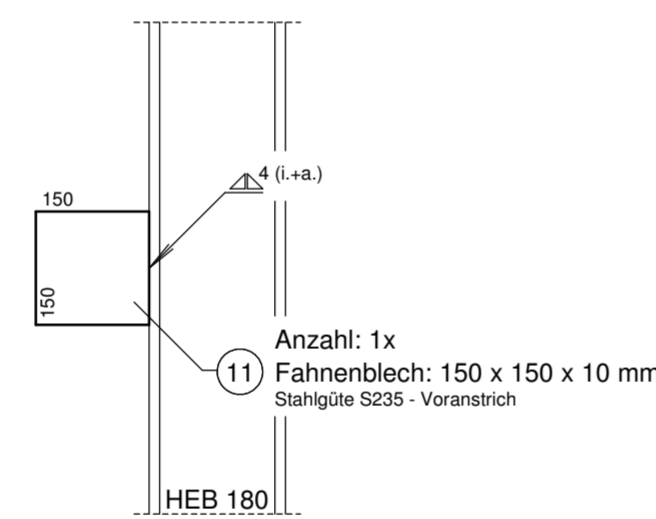 150
4 (i.+a.)
150
Anzahl: 1x
11 Fahnenblech: 150 x 150 x 10 mm
Stahlgüte S235 - Voranstrich
HEB 180